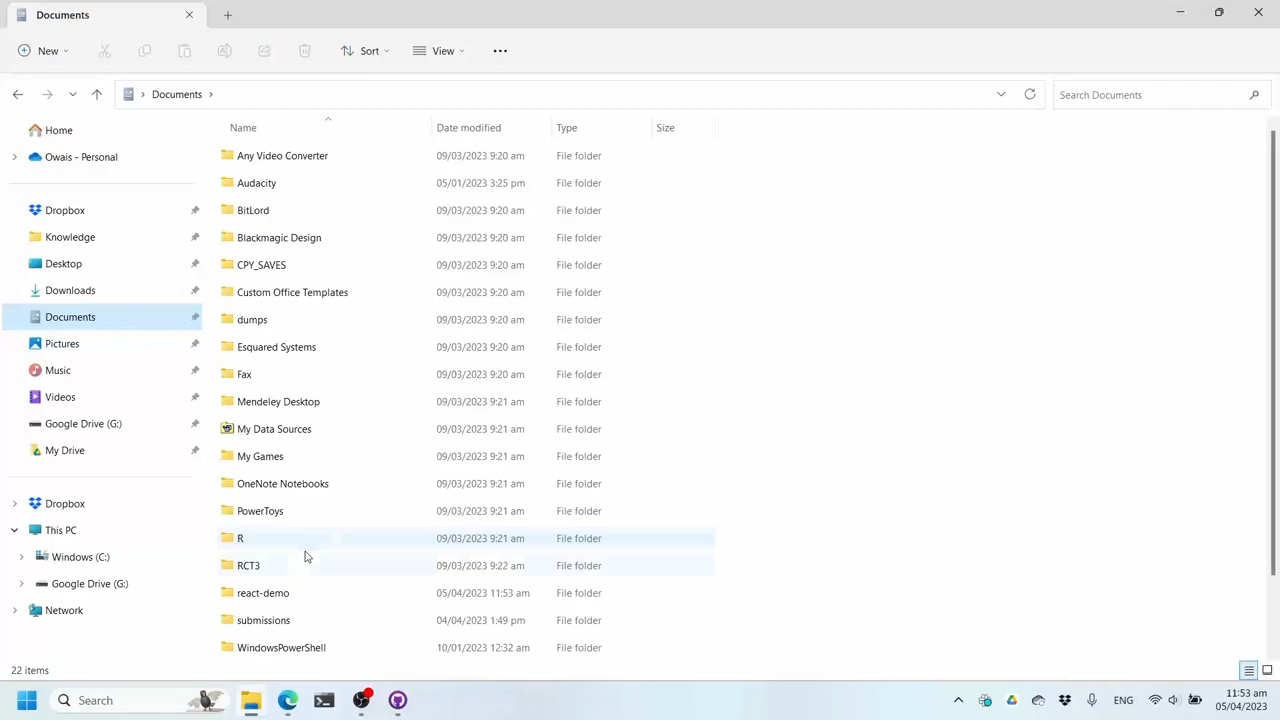 Documents
New
Sort
View
Documents
Search Documents
Name
Date modified
Type
Size
Home
Owais - Personal
Dropbox
Knowledge
Desktop
Downloads
Documents
Pictures
Music
Videos
Google Drive (G:)
My Drive
Dropbox
This PC
Windows (C:)
Google Drive (G:)
Network
Any Video Converter 09/03/2023 9:20 am File folder
Audacity 05/01/2023 3:25 pm File folder
BitLord 09/03/2023 9:20 am File folder
Blackmagic Design 09/03/2023 9:20 am File folder
CPY_SAVES 09/03/2023 9:20 am File folder
Custom Office Templates 09/03/2023 9:20 am File folder
dumps 09/03/2023 9:20 am File folder
Esquared Systems 09/03/2023 9:20 am File folder
Fax 09/03/2023 9:20 am File folder
Mendeley Desktop 09/03/2023 9:21 am File folder
My Data Sources 09/03/2023 9:21 am File folder
My Games 09/03/2023 9:21 am File folder
OneNote Notebooks 09/03/2023 9:21 am File folder
PowerToys 09/03/2023 9:21 am File folder
R 09/03/2023 9:21 am File folder
RCT3 09/03/2023 9:22 am File folder
react-demo 05/04/2023 11:53 am File folder
submissions 04/04/2023 1:49 pm File folder
WindowsPowerShell 10/01/2023 12:32 am File folder
22 items
Search
ENG
11:53 am
05/04/2023